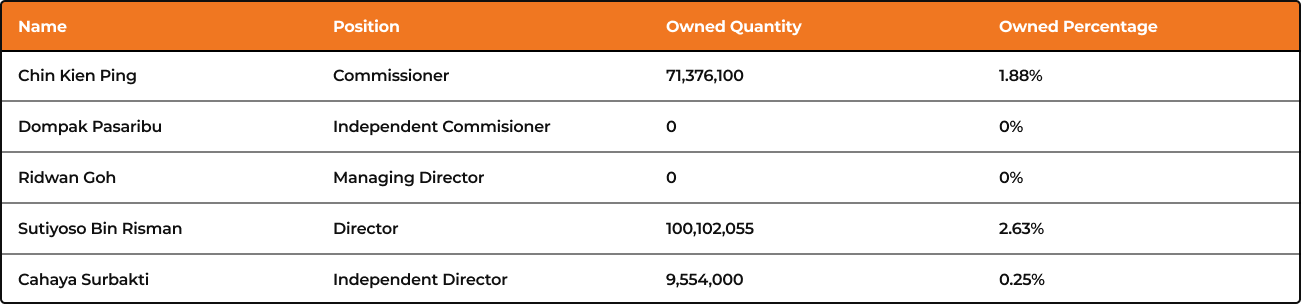 Name Position Owned Quantity Owned Percentage
Chin Kien Ping Commissioner 71,376,100 1.88%
Dompak Pasaribu Independent Commisioner 0 0%
Ridwan Goh Managing Director 0 0%
Sutiyoso Bin Risman Director 100,102,055 2.63%
Cahaya Surbakti Independent Director 9,554,000 0.25%